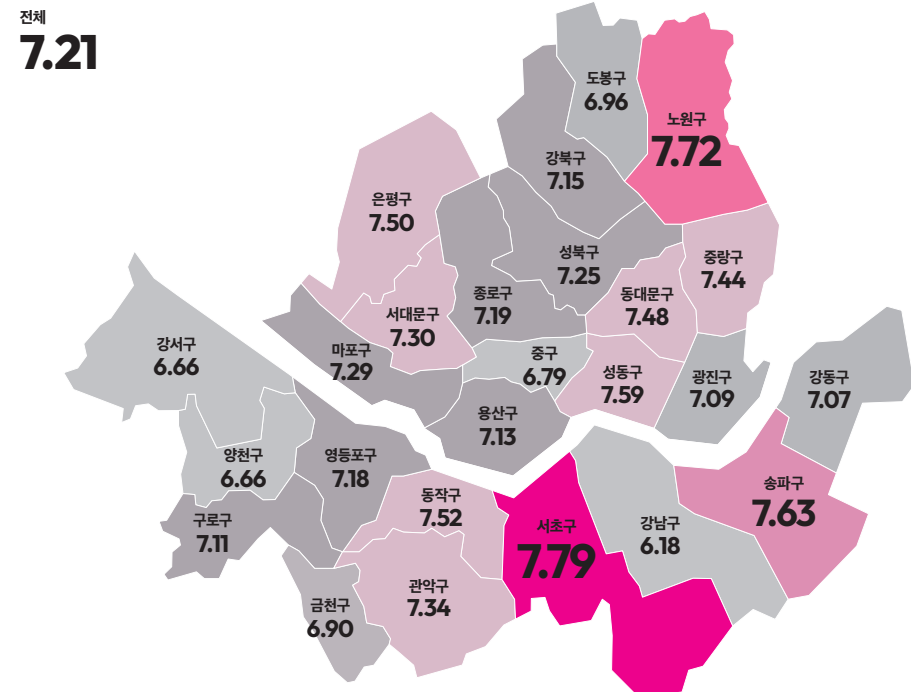 전체
7.21
도봉구
6.96
노원구
7.72
강북구
7.15
은평구
7.50
성북구
7.25
중랑구
7.44
종로구
7.19
동대문구
7.48
서대문구
7.30
강서구
6.66
마포구
7.29
중구
6.79
성동구
7.59
광진구
7.09
강동구
7.07
용산구
7.13
양천구
6.66
영등포구
7.18
동작구
7.52
송파구
7.63
구로구
7.11
서초구
7.79
강남구
6.18
관악구
7.34
금천구
6.90